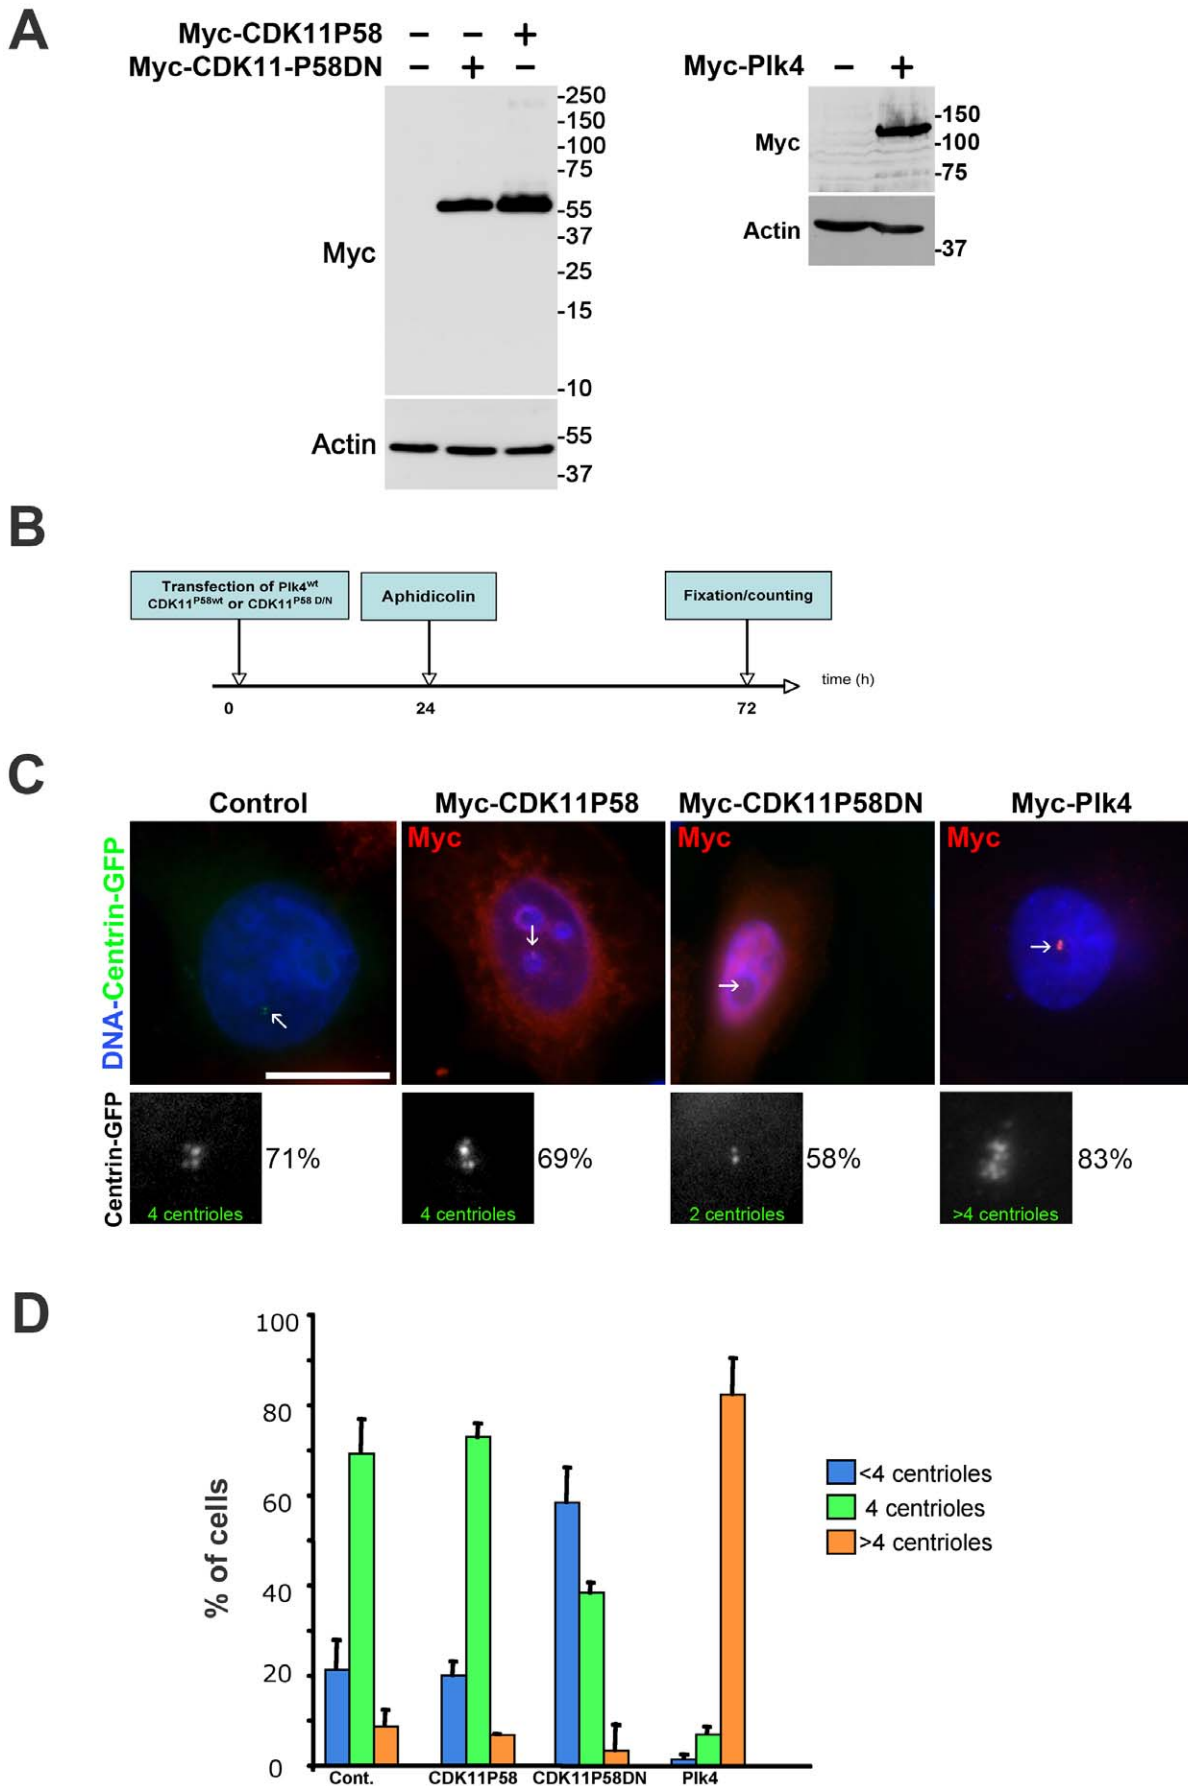 A
Myc-CDK11P58 - - +
Myc-CDK11-P58DN - + -
Myc
-250
-150
-100
-75
-55
-37
-25
-15
-10
Actin
-55
-37
Myc-Plk4 - +
Myc
-150
-100
-75
Actin
-37
B
Transfection of Plk4wt
CDK11P58wt or CDK11P58 D/N
Aphidicolin
Fixation/counting
time (h)
0 24 72
C
Control Myc-CDK11P58 Myc-CDK11P58DN Myc-Plk4
DNA-Centrin-GFP
Myc Myc Myc
Centrin-GFP
71% 69% 58% 83%
4 centrioles 4 centrioles 2 centrioles >4 centrioles
D
% of cells
100
80
60
40
20
0
Cont. CDK11P58 CDK11P58DN Plk4
<4 centrioles
4 centrioles
>4 centrioles